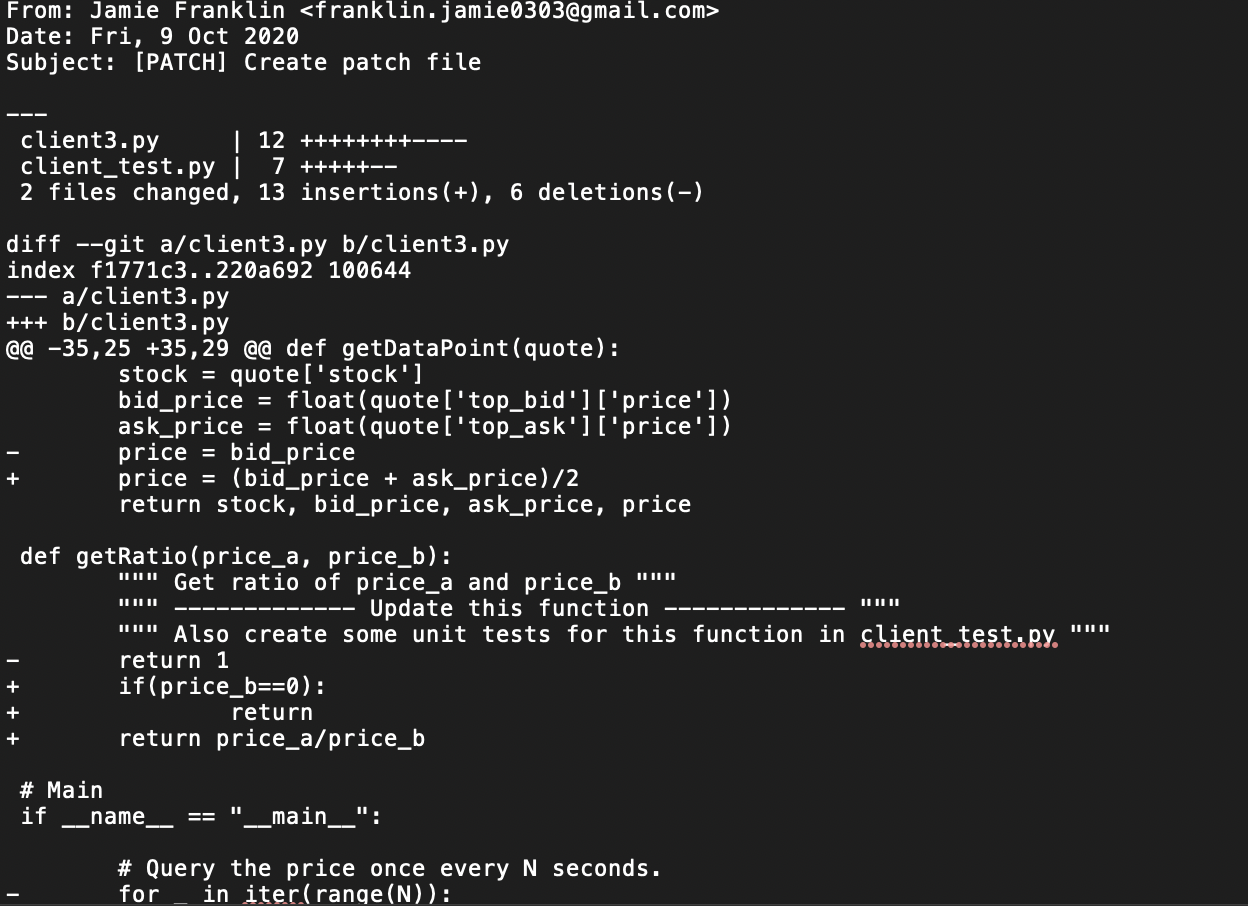 From: Jamie Franklin <franklin.jamie0303@gmail.com>
Date: Fri, 9 Oct 2020
Subject: [PATCH] Create patch file

---
 client3.py     | 12 ++++++++----
 client_test.py |  7 +++++--
 2 files changed, 13 insertions(+), 6 deletions(-)

diff --git a/client3.py b/client3.py
index f1771c3..220a692 100644
--- a/client3.py
+++ b/client3.py
@@ -35,25 +35,29 @@ def getDataPoint(quote):
        stock = quote['stock']
        bid_price = float(quote['top_bid']['price'])
        ask_price = float(quote['top_ask']['price'])
-       price = bid_price
+       price = (bid_price + ask_price)/2
        return stock, bid_price, ask_price, price

 def getRatio(price_a, price_b):
        """ Get ratio of price_a and price_b """
        """ ------------- Update this function ------------- """
        """ Also create some unit tests for this function in client_test.py """
-       return 1
+       if(price_b==0):
+               return
+       return price_a/price_b

 # Main
 if __name__ == "__main__":

        # Query the price once every N seconds.
-       for _ in iter(range(N)):